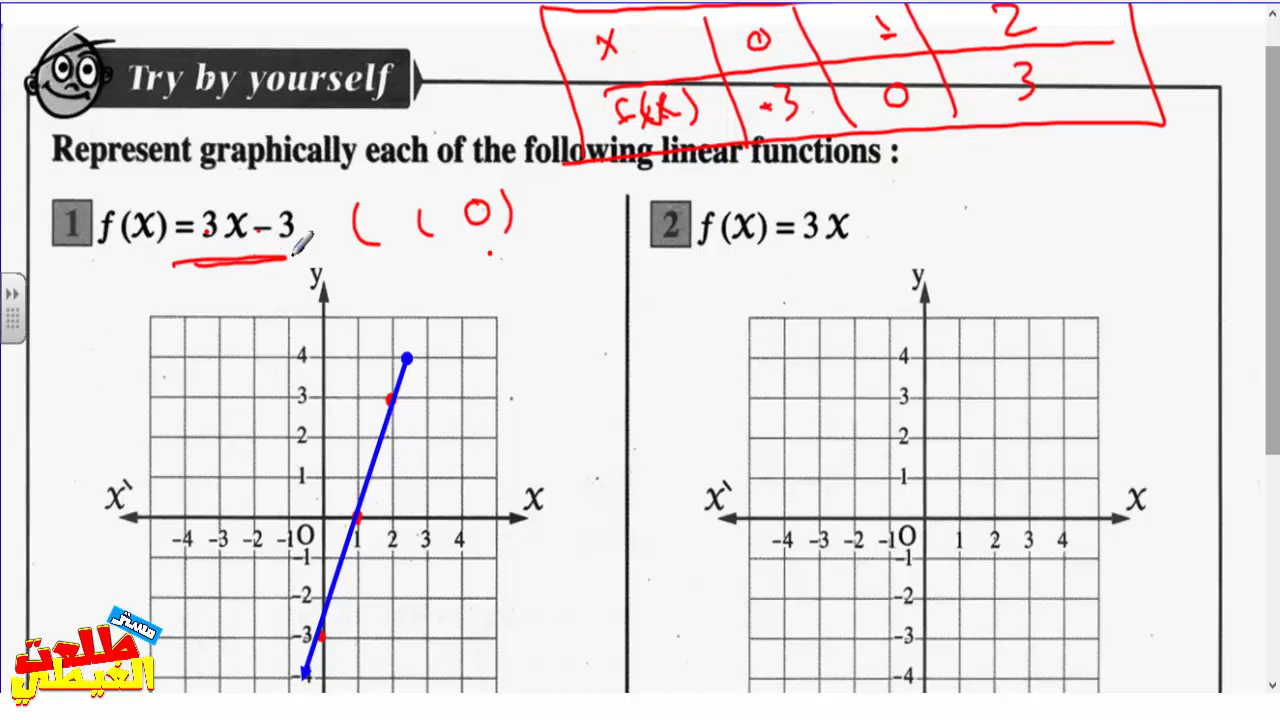 x 0 1 2
f(x) -3 0 3
Try by yourself
Represent graphically each of the following linear functions :
1 f (X) = 3 X – 3
( ( 0 )
2 f (X) = 3 X
y
4
3
2
1
X' -4 -3 -2 -1 O 1 2 3 4 X
-1
-2
-3
-4
y
4
3
2
1
X' -4 -3 -2 -1 O 1 2 3 4 X
-1
-2
-3
-4
مستر
طلعت
الغيطي